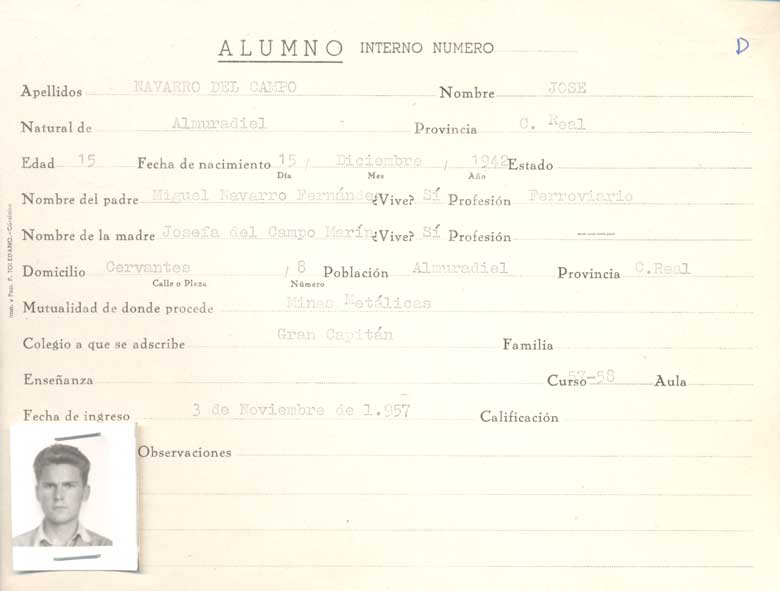 ALUMNO INTERNO NUMERO D
Apellidos NAVARRO DEL CAMPO Nombre JOSE
Natural de Almuradiel - Provincia C. Real
Edad 15 Fecha de nacimiento 15 / Diciembre / 1942 Estado
Día Mes Año
Nombre del padre Miguel Navarro Fernández ¿Vive? Sí Profesión Ferroviario
Nombre de la madre Josefa del Campo Marín ¿Vive? Sí Profesión ----
Domicilio Cervantes / 8 Población Almuradiel Provincia C.Real
Calle o Plaza Número
Mutualidad de donde procede Minas Metálicas
Colegio a que se adscribe Gran Capitán Familia
Enseñanza Curso 57-58 Aula
Fecha de ingreso 3 de Noviembre de 1.957 Calificación
Observaciones
TOLEDANO.-Córdoba